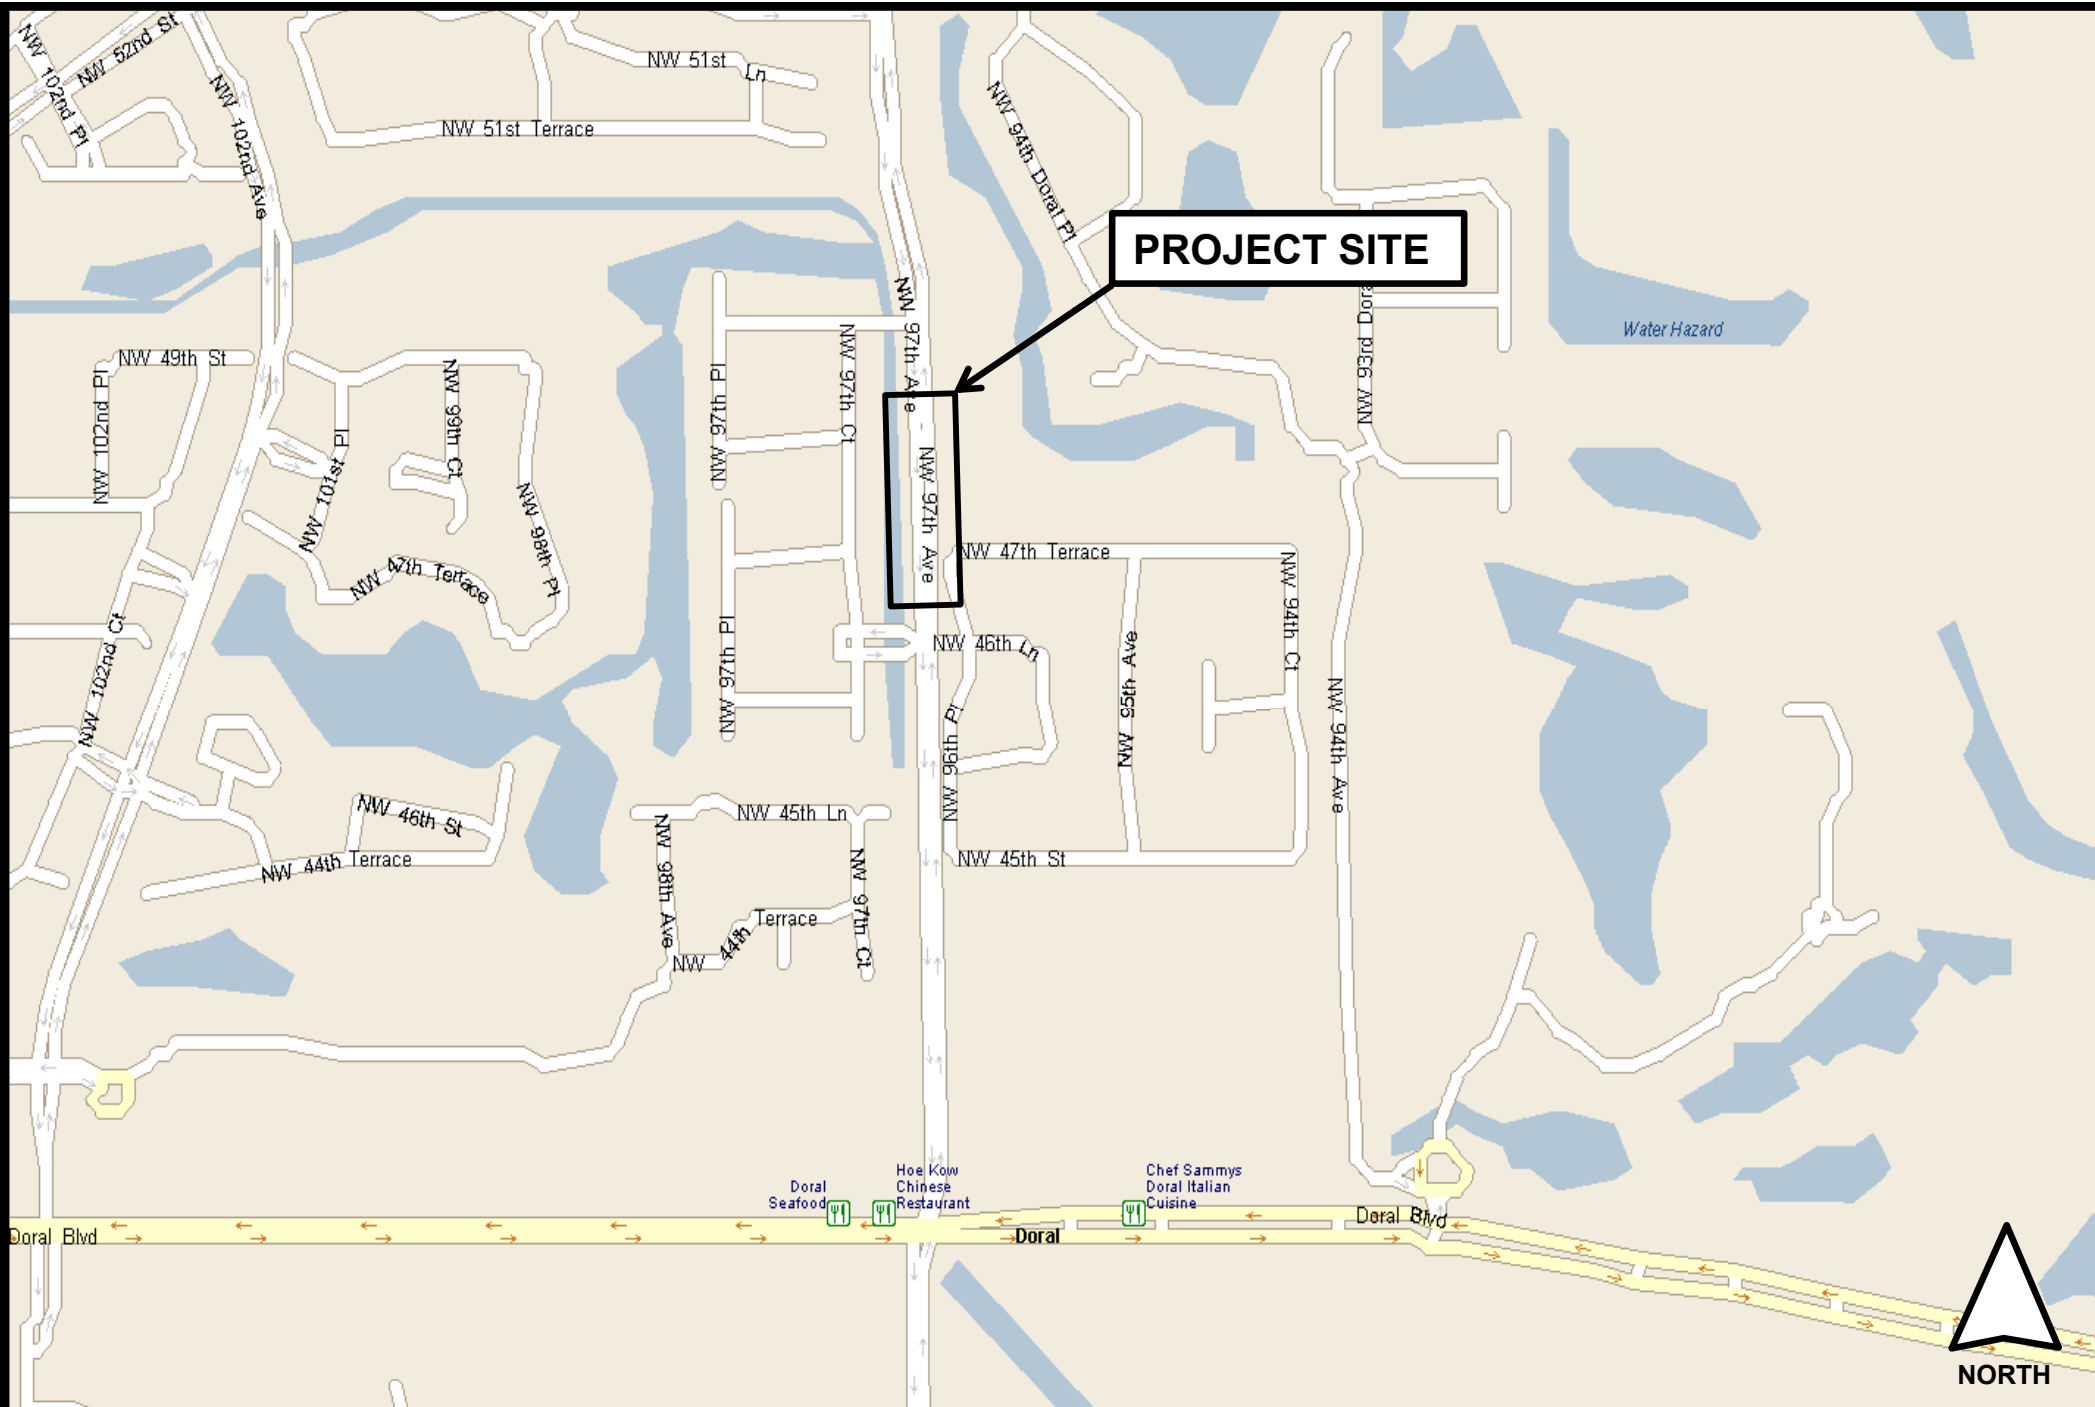 NW 52nd St
NW 102nd Pl
NW 102nd Ave
NW 51st Ln
NW 51st Terrace
NW 94th Doral Pl
PROJECT SITE
NW 93rd Dora
Water Hazard
NW 97th Ave
NW 97th Ave
NW 49th St
NW 102nd Pl
NW 101st Pl
NW 99th Ct
NW 98th Pl
NW 97th Pl
NW 97th Ct
NW 47th Terrace
NW 47th Terrace
NW 94th Ct
NW 102nd Ct
NW 97th Pl
NW 46th Ln
NW 95th Ave
NW 94th Ave
NW 96th Pl
NW 46th St
NW 45th Ln
NW 44th Terrace
NW 45th St
NW 98th Ave
NW 97th Ct
NW 44th Terrace
Doral
Seafood
Hoe Kow
Chinese
Restaurant
Chef Sammys
Doral Italian
Cuisine
Doral Blvd
Doral
Doral Blvd
NORTH